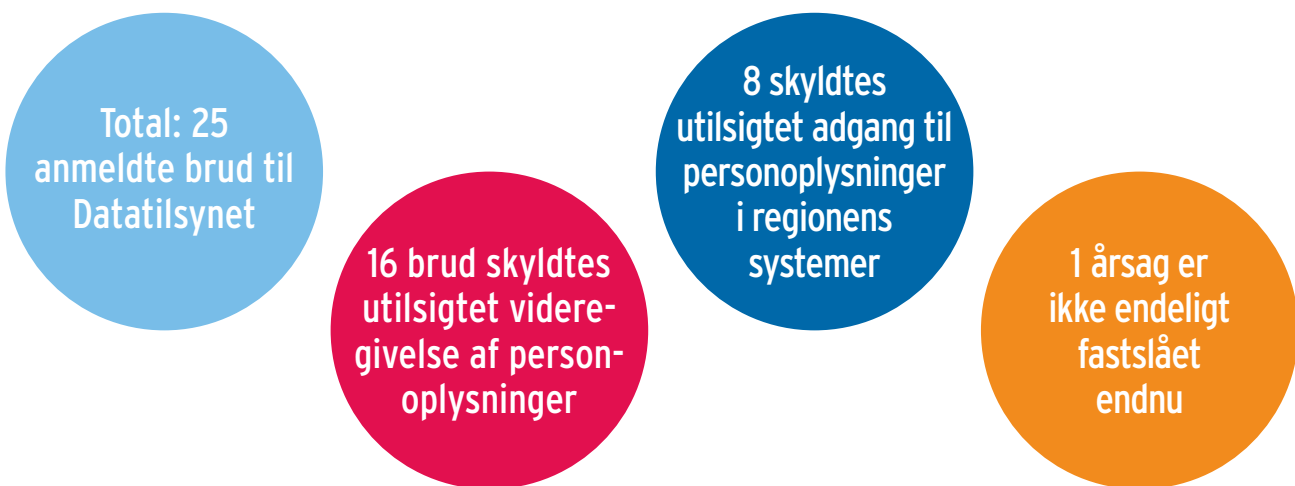 Total: 25
anmeldte brud til
Datatilsynet
16 brud skyldtes
utilsigtet videre-
givelse af person-
oplysninger
8 skyldtes
utilsigtet adgang til
personoplysninger
i regionens
systemer
1 årsag er
ikke endeligt
fastslået
endnu